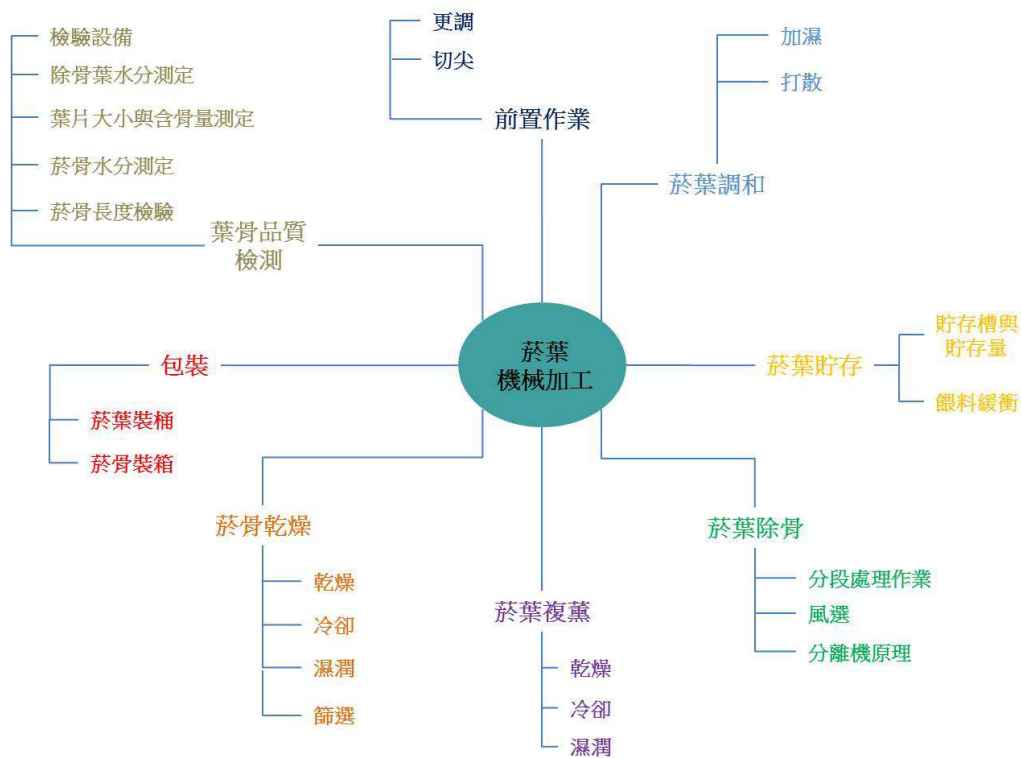 檢驗設備
除骨葉水分測定
葉片大小與含骨量測定
菸骨水分測定
菸骨長度檢驗
葉骨品質
檢測
更調
切尖
前置作業
加濕
打散
菸葉調和
菸葉
機械加工
貯存槽與
貯存量
菸葉貯存
餵料緩衝
包裝
菸葉裝桶
菸骨裝箱
菸骨乾燥
乾燥
冷卻
濕潤
篩選
菸葉複薰
乾燥
冷卻
濕潤
菸葉除骨
分段處理作業
風選
分離機原理